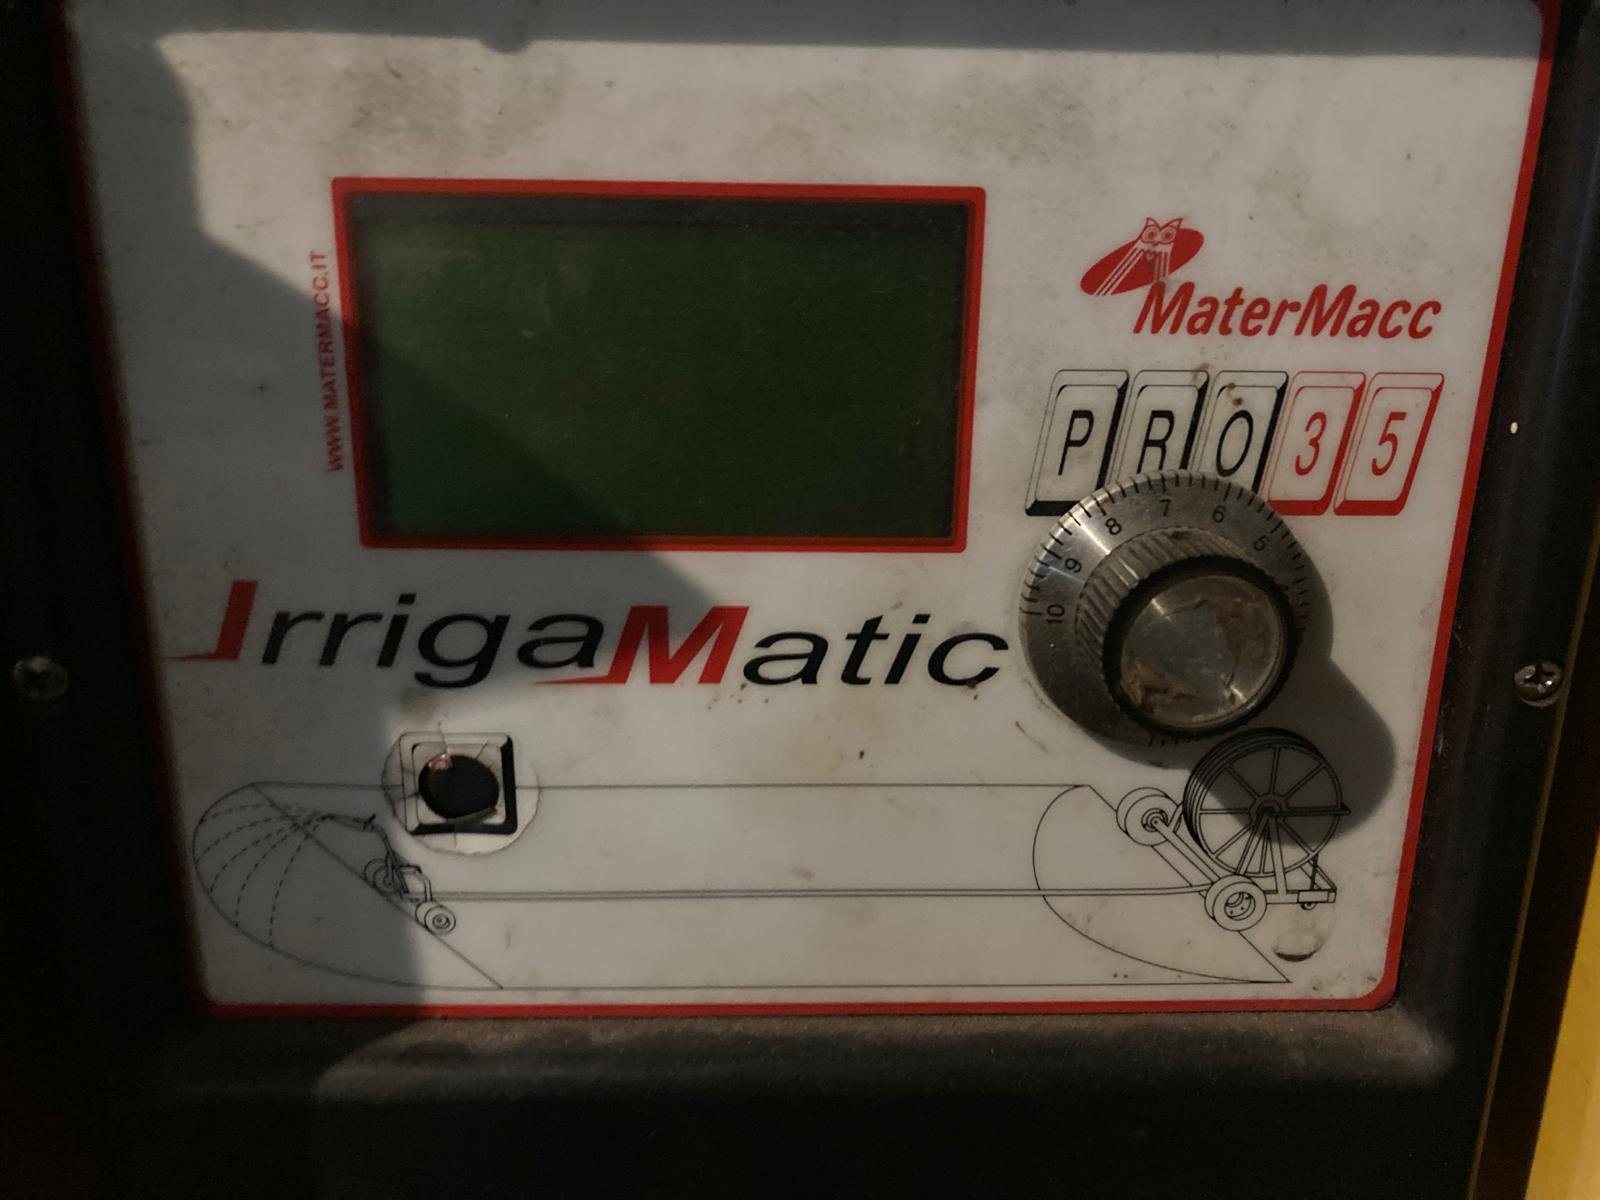 WWW.MATERMACC.IT
MaterMacc
PRO35
10 9 8 7 6 5
IrrigaMatic